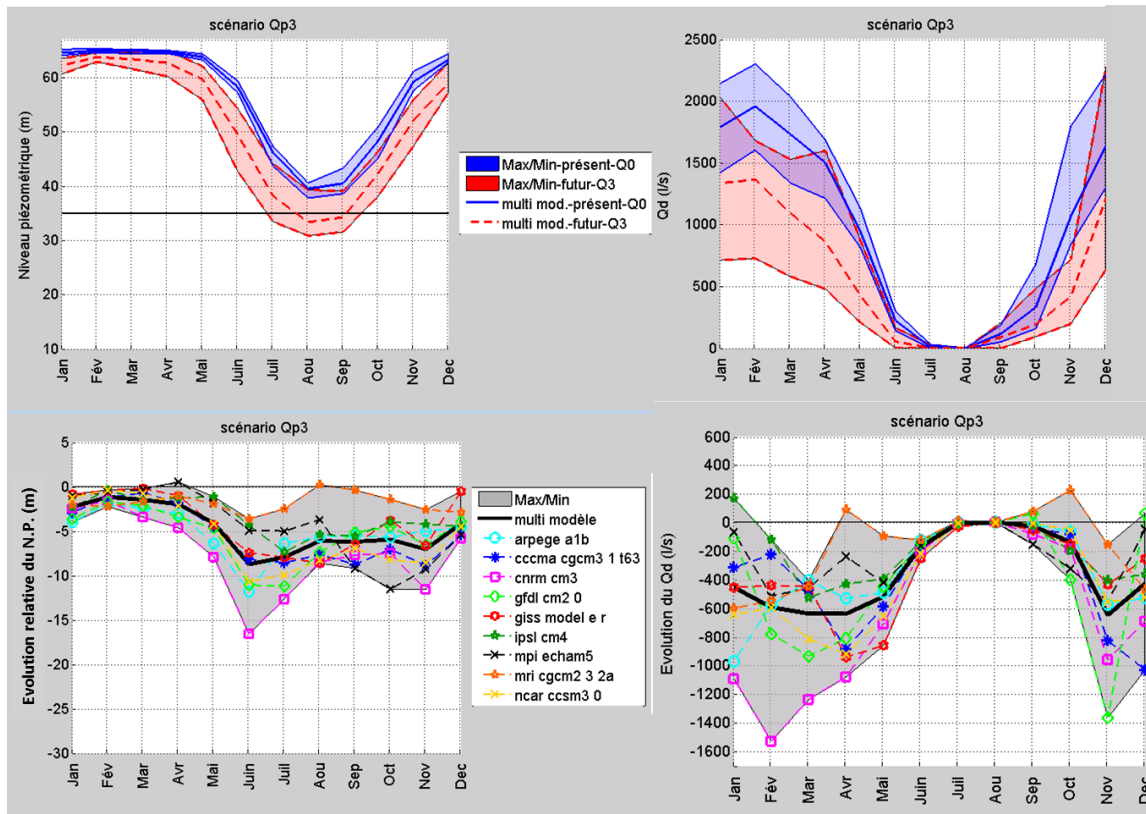 scénario Qp3
Niveau piézométrique (m)
60
50
40
30
20
10
Jan Fév Mar Avr Mai Juin Juil Aou Sep Oct Nov Dec
Max/Min-présent-Q0
Max/Min-futur-Q3
multi mod.-présent-Q0
multi mod.-futur-Q3
scénario Qp3
Qd (l/s)
2500
2000
1500
1000
500
0
Jan Fév Mar Avr Mai Juin Juil Aou Sep Oct Nov Dec
scénario Qp3
Evolution relative du N.P. (m)
5
0
-5
-10
-15
-20
-25
-30
Jan Fév Mar Avr Mai Juin Juil Aou Sep Oct Nov Dec
Max/Min
multi modèle
arpege a1b
cccma cgcm3 1 t63
cnrm cm3
gfdl cm2 0
giss model e r
ipsl cm4
mpi echam5
mri cgcm2 3 2a
ncar ccsm3 0
scénario Qp3
Evolution du Qd (l/s)
600
400
200
0
-200
-400
-600
-800
-1000
-1200
-1400
-1600
Jan Fév Mar Avr Mai Juin Juil Aou Sep Oct Nov Dec